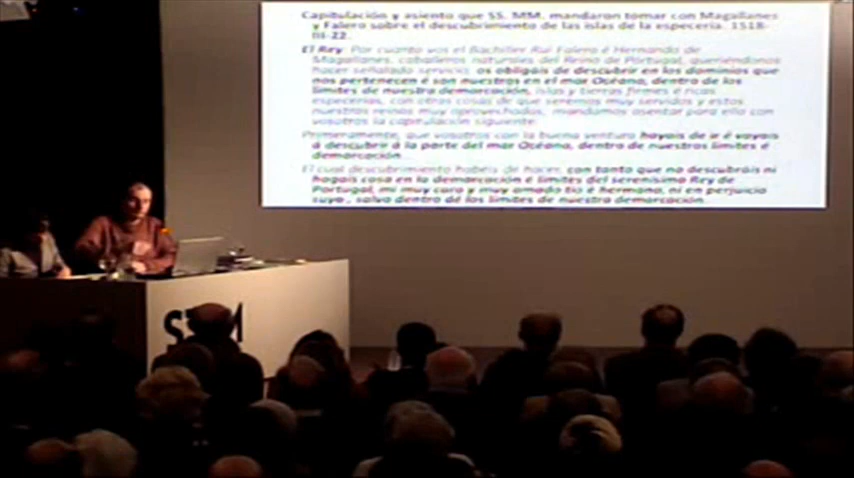 Capitulación y asiento que SS. MM. mandaron tomar con Magallanes
y Falero sobre el descubrimiento de las islas de la especería. 1518-
III-22.
El Rey: Por cuanto vos el Bachiller Rui Falero é Hernando de
Magallanes, caballeros naturales del Reino de Portugal, queriéndonos
hacer señalado servicio, os obligáis de descubrir en los dominios que
nos pertenecen é son nuestros en el mar Océano, dentro de los
límites de nuestra demarcación, islas y tierras firmes é ricas
especerías, con otras cosas de que seremos muy servidos y estos
nuestros reinos muy aprovechados, mandamos asentar para ello con
vosotros la capitulación siguiente
Primeramente, que vosotros con la buena ventura hayais de ir é vayais
á descubrir á la parte del mar Océano, dentro de nuestros límites é
demarcación
El cual descubrimiento habéis de hacer, con tanto que no descubráis ni
hagais cosa en la demarcación é límites del serenísimo Rey de
Portugal, mi muy caro y muy amado tío é hermano, ni en perjuicio
suyo, salvo dentro de los límites de nuestra demarcación.